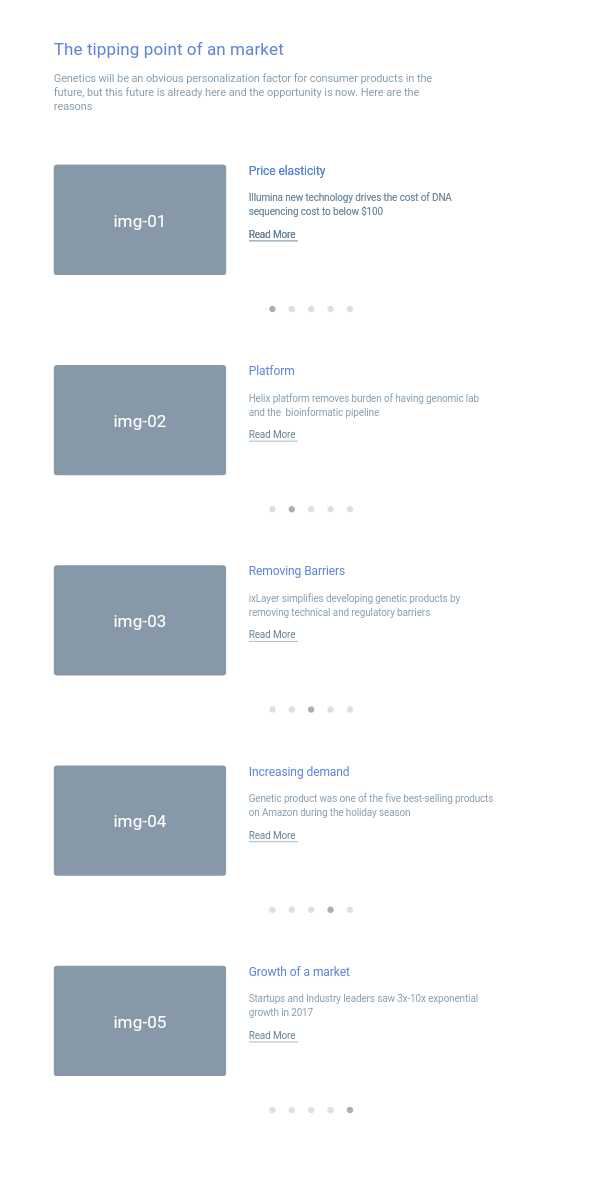 The tipping point of an market
Genetics will be an obvious personalization factor for consumer products in the
future, but this future is already here and the opportunity is now. Here are the
reasons
img-01
Price elasticity
Illumina new technology drives the cost of DNA
sequencing cost to below $100
Read More
img-02
Platform
Helix platform removes burden of having genomic lab
and the bioinformatic pipeline
Read More
img-03
Removing Barriers
ixLayer simplifies developing genetic products by
removing technical and regulatory barriers
Read More
img-04
Increasing demand
Genetic product was one of the five best-selling products
on Amazon during the holiday season
Read More
img-05
Growth of a market
Startups and industry leaders saw 3x-10x exponential
growth in 2017
Read More